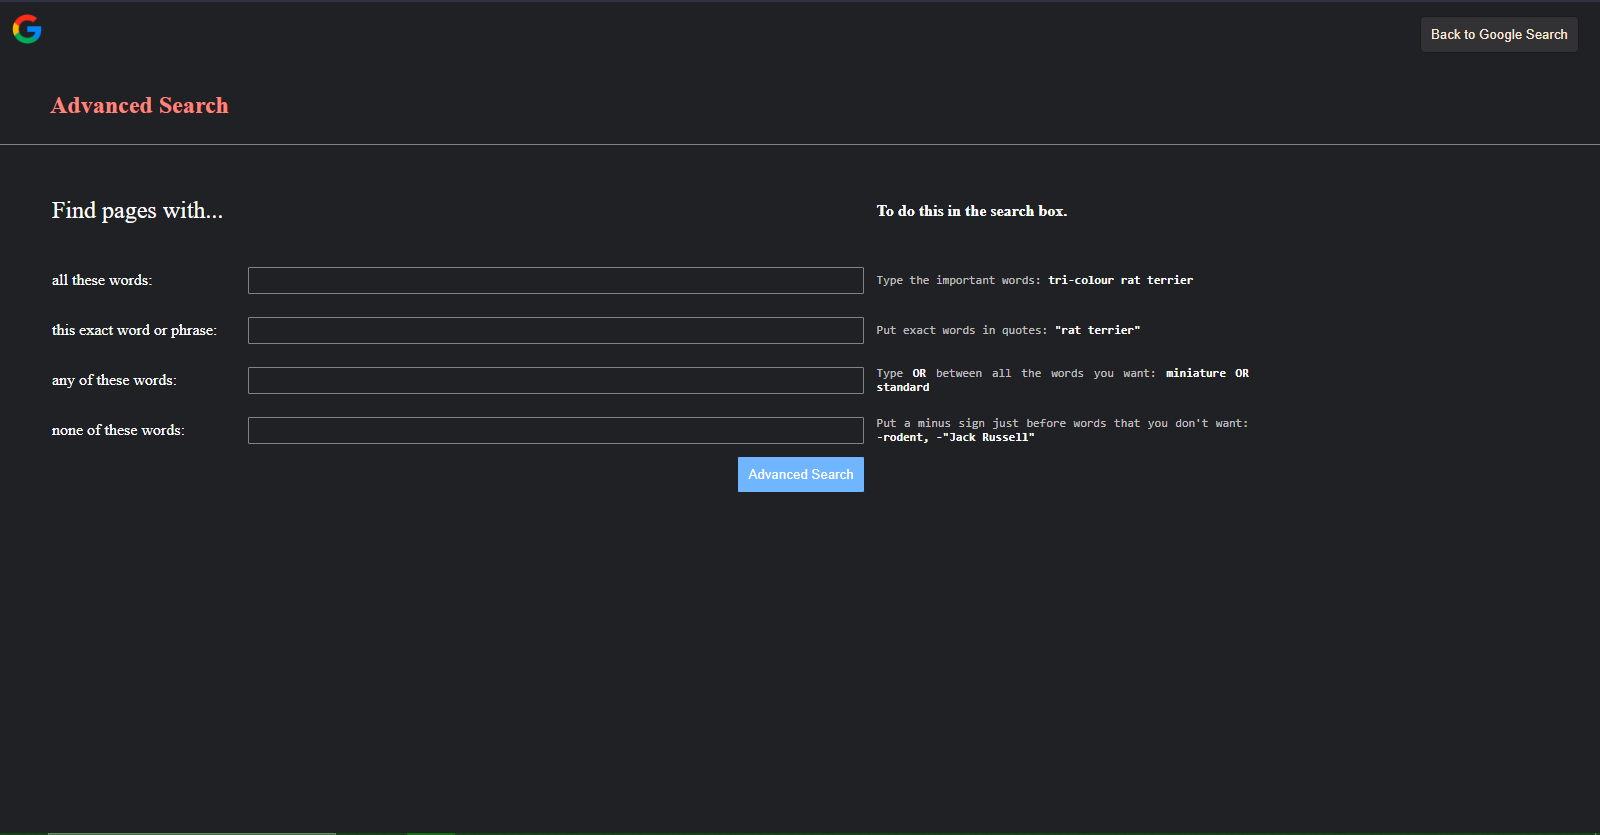 Back to Google Search
Advanced Search
Find pages with...
To do this in the search box.
all these words:
Type the important words: tri-colour rat terrier
this exact word or phrase:
Put exact words in quotes: "rat terrier"
any of these words:
Type OR between all the words you want: miniature OR
standard
none of these words:
Put a minus sign just before words that you don't want:
-rodent, -"Jack Russell"
Advanced Search